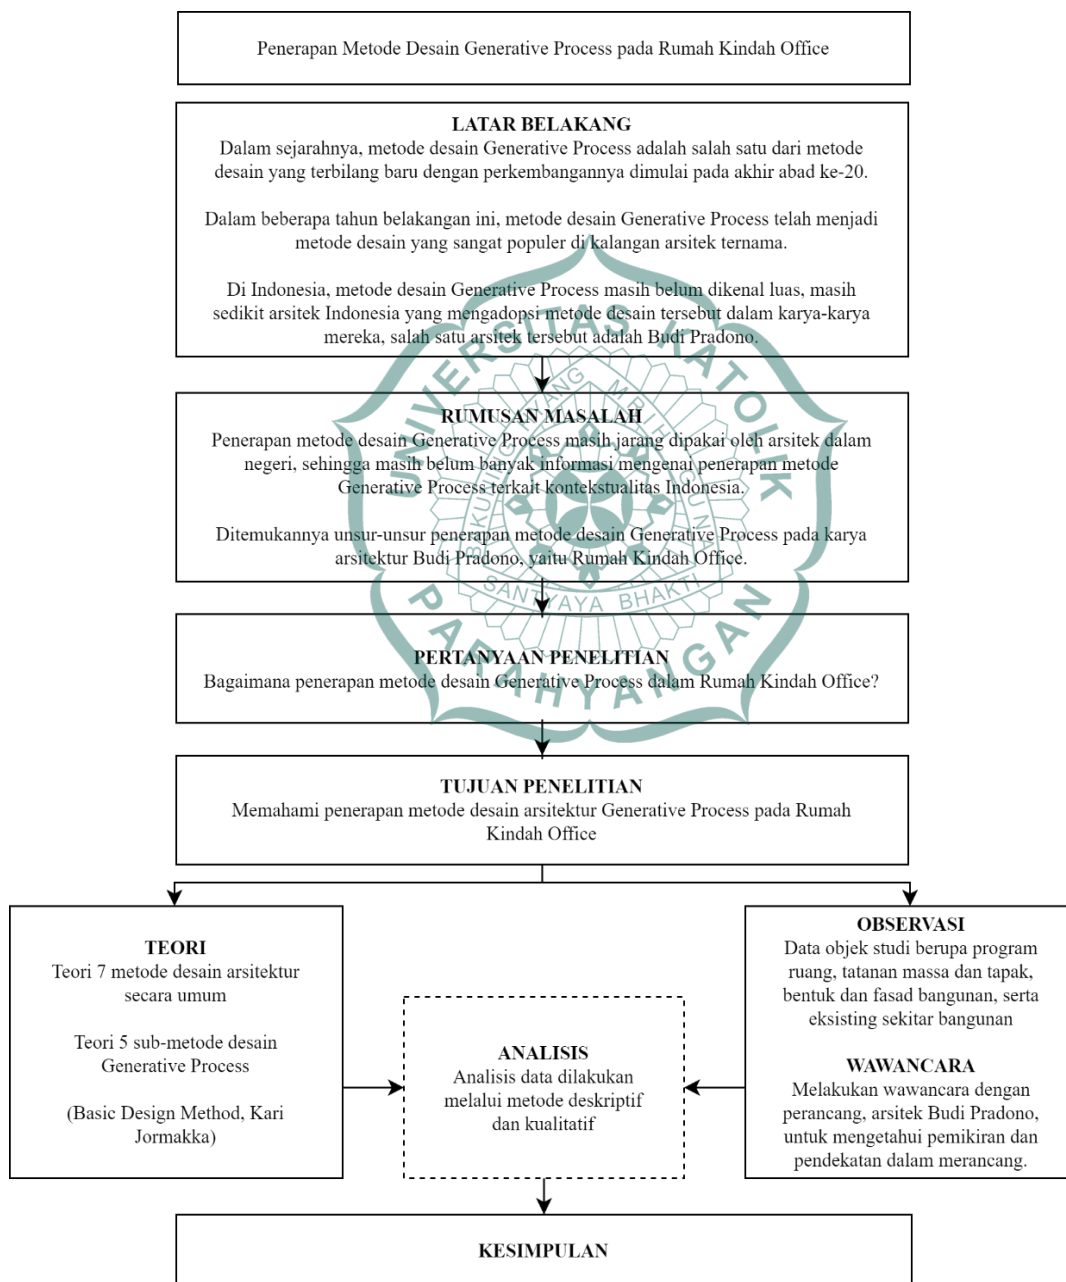 Penerapan Metode Desain Generative Process pada Rumah Kindah Office
LATAR BELAKANG
Dalam sejarahnya, metode desain Generative Process adalah salah satu dari metode
desain yang terbilang baru dengan perkembangannya dimulai pada akhir abad ke-20.
Dalam beberapa tahun belakangan ini, metode desain Generative Process telah menjadi
metode desain yang sangat populer di kalangan arsitek ternama.
Di Indonesia, metode desain Generative Process masih belum dikenal luas, masih
sedikit arsitek Indonesia yang mengadopsi metode desain tersebut dalam karya-karya
mereka, salah satu arsitek tersebut adalah Budi Pradono.
RUMUSAN MASALAH
Penerapan metode desain Generative Process masih jarang dipakai oleh arsitek dalam
negeri, sehingga masih belum banyak informasi mengenai penerapan metode
Generative Process terkait kontekstualitas Indonesia.
Ditemukannya unsur-unsur penerapan metode desain Generative Process pada karya
arsitektur Budi Pradono, yaitu Rumah Kindah Office.
PERTANYAAN PENELITIAN
Bagaimana penerapan metode desain Generative Process dalam Rumah Kindah Office?
TUJUAN PENELITIAN
Memahami penerapan metode desain arsitektur Generative Process pada Rumah
Kindah Office
TEORI
Teori 7 metode desain arsitektur
secara umum
Teori 5 sub-metode desain
Generative Process
(Basic Design Method, Kari
Jormakka)
ANALISIS
Analisis data dilakukan
melalui metode deskriptif
dan kualitatif
OBSERVASI
Data objek studi berupa program
ruang, tatanan massa dan tapak,
bentuk dan fasad bangunan, serta
eksisting sekitar bangunan
WAWANCARA
Melakukan wawancara dengan
perancang, arsitek Budi Pradono,
untuk mengetahui pemikiran dan
pendekatan dalam merancang.
KESIMPULAN
UNIVERSITAS KATOLIK
PARAHYANGAN
BAKUNING HYANG MRIH GUNA
SANTYAYA BHAKTI